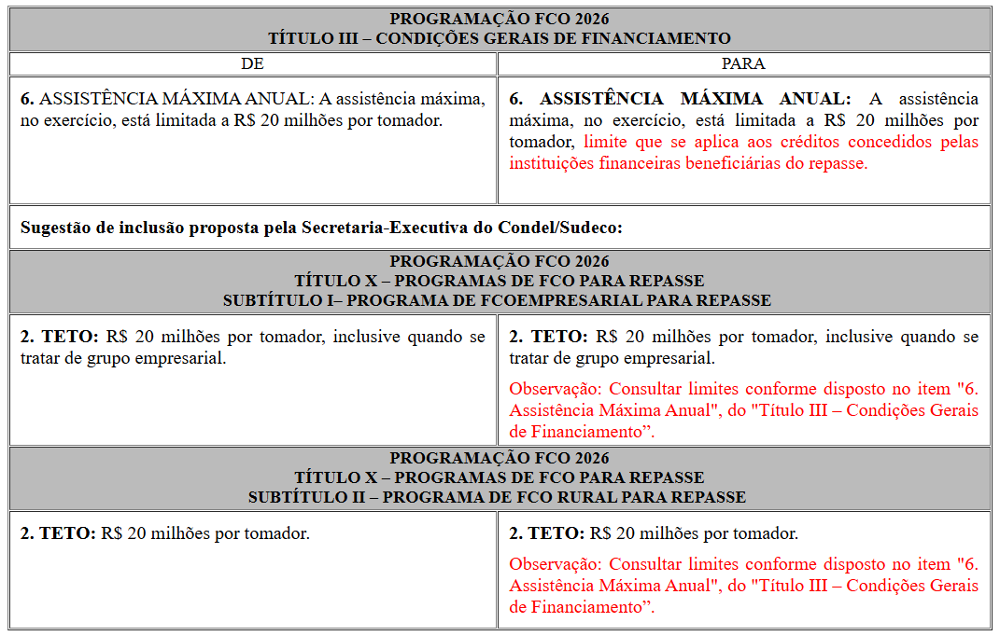 PROGRAMAÇÃO FCO 2026
TÍTULO III – CONDIÇÕES GERAIS DE FINANCIAMENTO
DE
PARA
6. ASSISTÊNCIA MÁXIMA ANUAL: A assistência máxima,
no exercício, está limitada a R$ 20 milhões por tomador.
6. ASSISTÊNCIA MÁXIMA ANUAL: A assistência
máxima, no exercício, está limitada a R$ 20 milhões por
tomador, limite que se aplica aos créditos concedidos pelas
instituições financeiras beneficiárias do repasse.
Sugestão de inclusão proposta pela Secretaria-Executiva do Condel/Sudeco:
PROGRAMAÇÃO FCO 2026
TÍTULO X – PROGRAMAS DE FCO PARA REPASSE
SUBTÍTULO I– PROGRAMA DE FCOEMPRESARIAL PARA REPASSE
2. TETO: R$ 20 milhões por tomador, inclusive quando se
tratar de grupo empresarial.
2. TETO: R$ 20 milhões por tomador, inclusive quando se
tratar de grupo empresarial.
Observação: Consultar limites conforme disposto no item "6.
Assistência Máxima Anual", do "Título III – Condições Gerais
de Financiamento”.
PROGRAMAÇÃO FCO 2026
TÍTULO X – PROGRAMAS DE FCO PARA REPASSE
SUBTÍTULO II – PROGRAMA DE FCO RURAL PARA REPASSE
2. TETO: R$ 20 milhões por tomador.
2. TETO: R$ 20 milhões por tomador.
Observação: Consultar limites conforme disposto no item "6.
Assistência Máxima Anual", do "Título III – Condições Gerais
de Financiamento”.